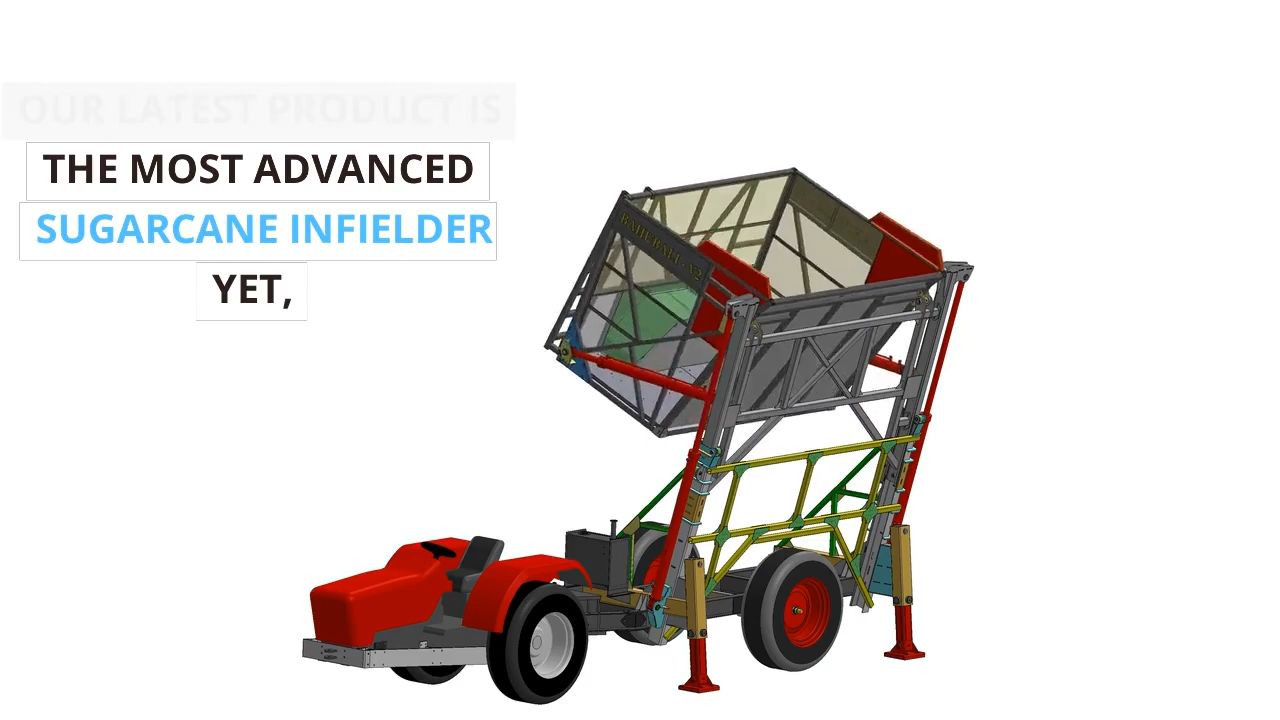 OUR LATEST PRODUCT IS
THE MOST ADVANCED
SUGARCANE INFIELDER
YET,